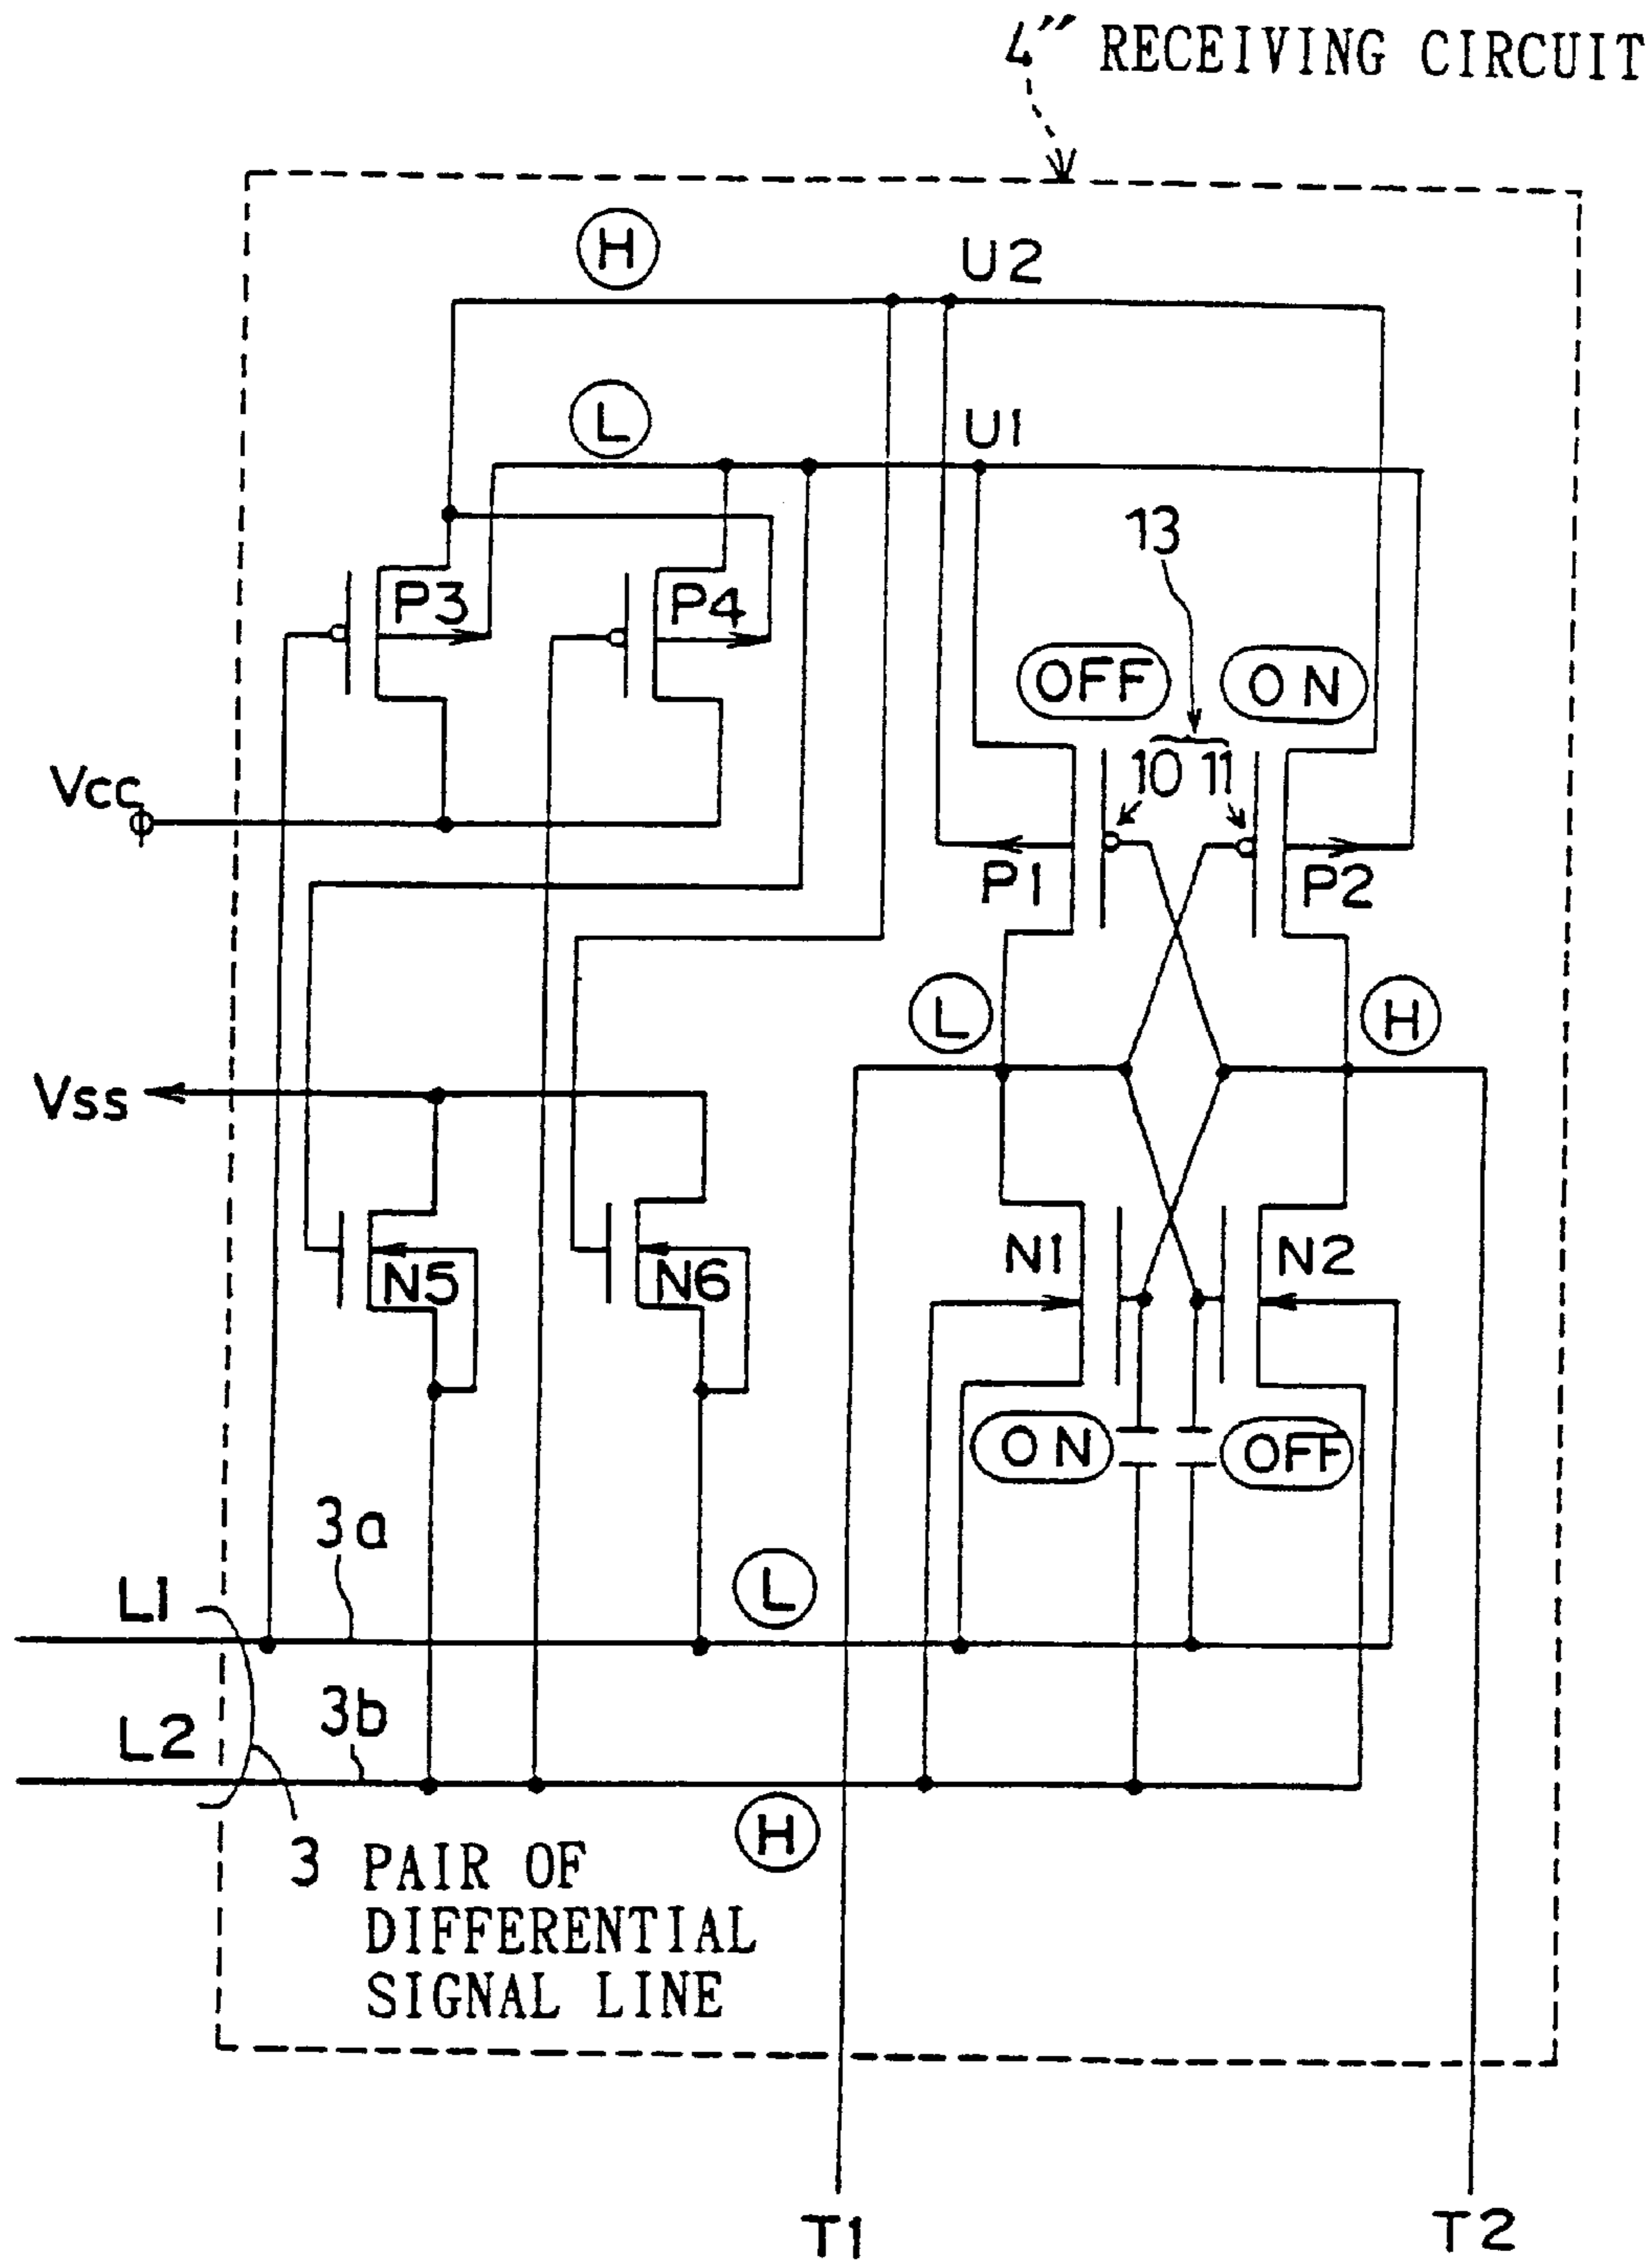 4″ RECEIVING CIRCUIT
H
U2
L
U1
13
P3
P4
OFF
ON
10 11
Vcc
P1
P2
L
H
Vss
N1
N2
N5
N6
ON
OFF
3a
L
L1
3b
L2
H
3 PAIR OF
DIFFERENTIAL
SIGNAL LINE
T1
T2